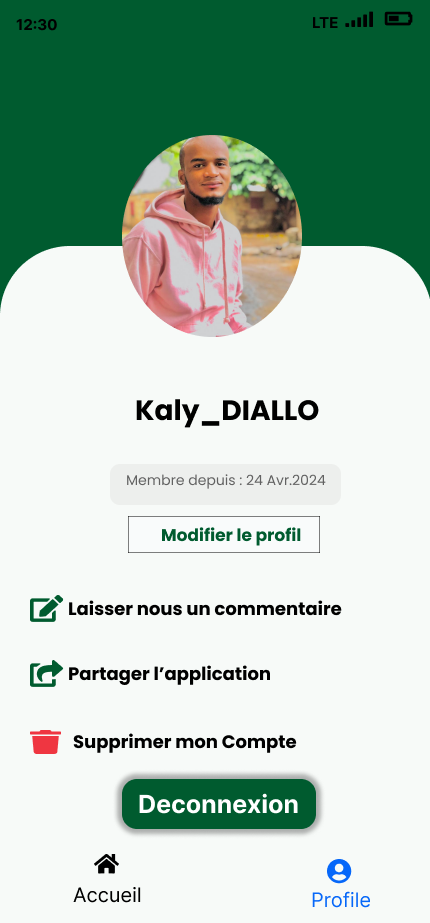 12:30 LTE
Kaly_DIALLO
Membre depuis : 24 Avr.2024
Modifier le profil
Laisser nous un commentaire
Partager l’application
Supprimer mon Compte
Deconnexion
Accueil
Profile